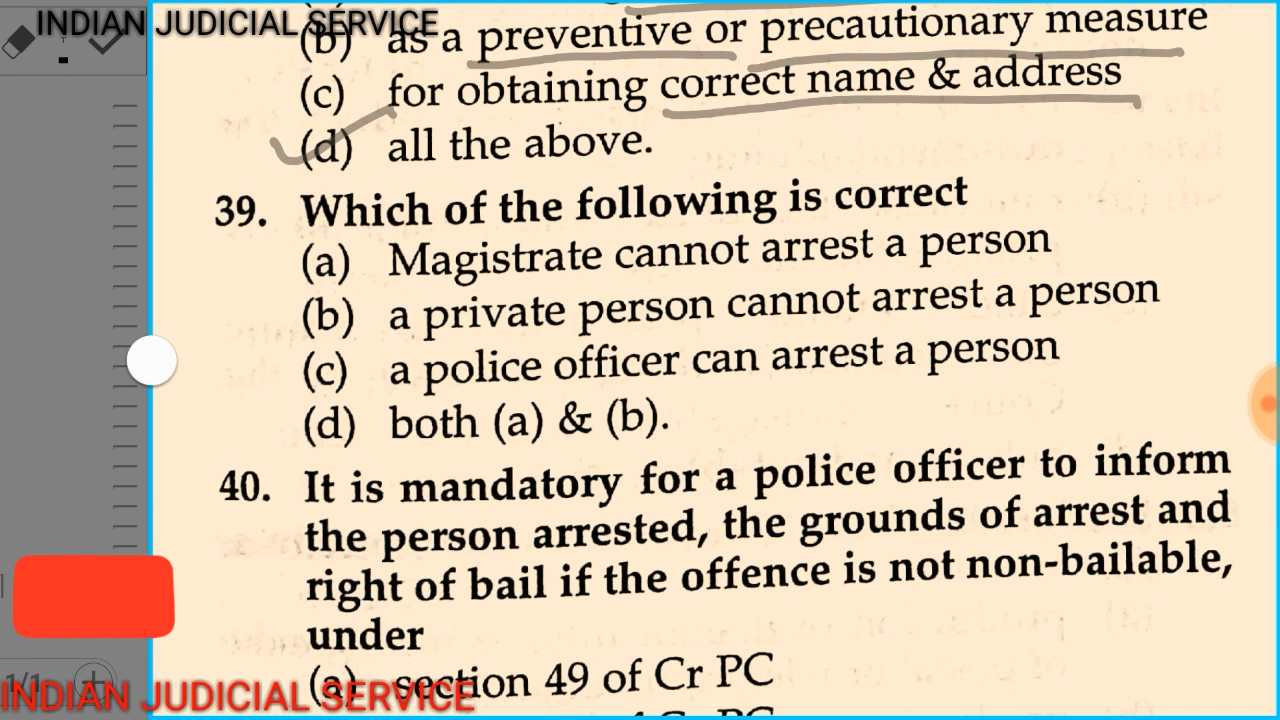 INDIAN JUDICIAL SERVICE
(b) as a preventive or precautionary measure
(c) for obtaining correct name & address
(d) all the above.
39. Which of the following is correct
(a) Magistrate cannot arrest a person
(b) a private person cannot arrest a person
(c) a police officer can arrest a person
(d) both (a) & (b).
40. It is mandatory for a police officer to inform
the person arrested, the grounds of arrest and
right of bail if the offence is not non-bailable,
under
(a) section 49 of Cr PC
1/1
INDIAN JUDICIAL SERVICE